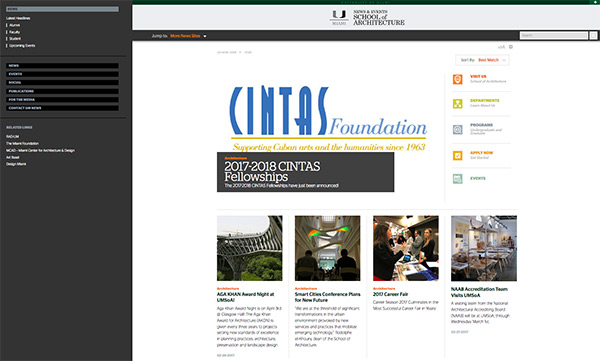 HOME
Latest Headlines
Alumni
Faculty
Student
Upcoming Events
NEWS
EVENTS
SOCIAL
PUBLICATIONS
FOR THE MEDIA
CONTACT UM NEWS
RELATED LINKS
RAD-UM
The Miami Foundation
MCAD - Miami Center for Architecture & Design
Art Basel
Design Miami
U
MIAMI
NEWS & EVENTS
SCHOOL of
ARCHITECTURE
Jump to: More News Sites
Search
Sort By: Best Match
CINTAS
Foundation
Supporting Cuban arts and the humanities since 1963
Architecture
2017-2018 CINTAS
Fellowships
The 2017-2018 CINTAS Fellowships have just been announced!
VISIT US
School of Architecture
DEPARTMENTS
Learn About Us
PROGRAMS
Undergraduate and
Graduate
APPLY NOW
Get Started
EVENTS
Architecture
AGA KHAN Award Night at
UMSoA!
Aga Khan Award Night is on April 3rd
@ Glasgow Hall! The Aga Khan
Award for Architecture (AKAA) is
given every three years to projects
setting new standards of excellence
in planning practices, architecture,
preservation and landscape design
Architecture
Smart Cities Conference Plans
for New Future
"We are at the threshold of significant
transformations in the urban
environment provoked by new
services and practices that mobilize
emerging technology," Rodolphe
el-Khoury, dean of the School of
Architecture
Architecture
2017 Career Fair
Career Season 2017 Culminates in the
Most Successful Career Fair in Years
NAAB Accreditation Team
Visits UMSoA
A visiting team from the National
Architectural Accrediting Board
(NAAB) will be at UMSoA, through
Wednesday March 1st.